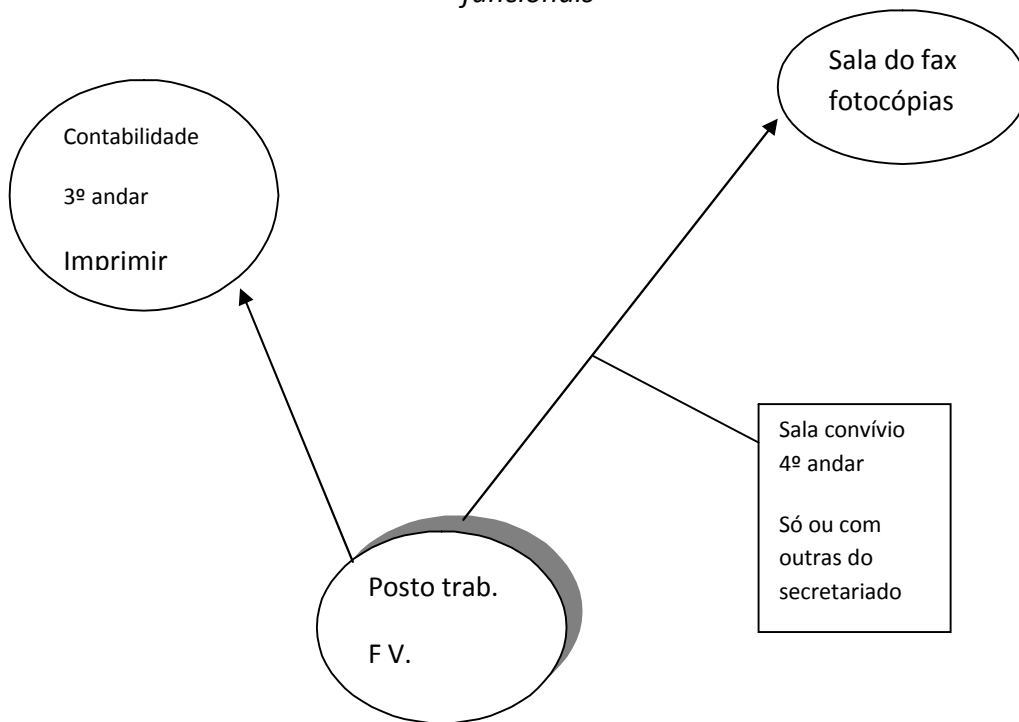 funcionais
Sala do fax
fotocópias
Contabilidade
3º andar
Imprimir
Sala convívio
4º andar
Só ou com
outras do
secretariado
Posto trab.
F V.